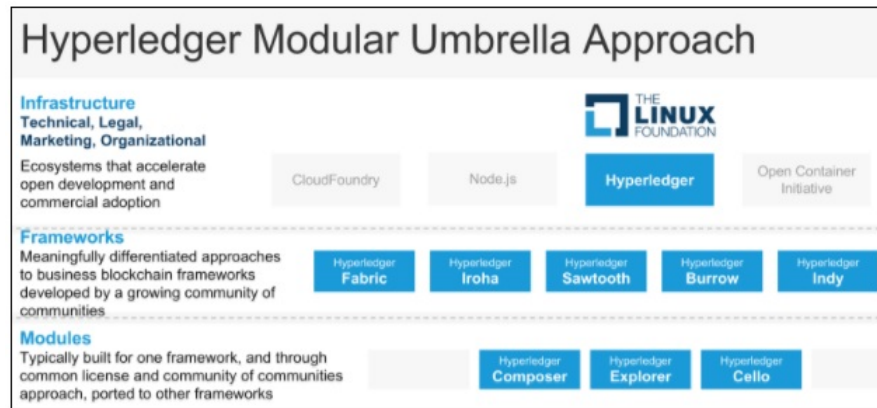 Hyperledger Modular Umbrella Approach
Infrastructure
Technical, Legal,
Marketing, Organizational
THE
LINUX
FOUNDATION
Ecosystems that accelerate
open development and
commercial adoption
CloudFoundry
Node.js
Hyperledger
Open Container
Initiative
Frameworks
Meaningfully differentiated approaches
to business blockchain frameworks
developed by a growing community of
communities
Hyperledger
Fabric
Hyperledger
Iroha
Hyperledger
Sawtooth
Hyperledger
Burrow
Hyperledger
Indy
Modules
Typically built for one framework, and through
common license and community of communities
approach, ported to other frameworks
Hyperledger
Composer
Hyperledger
Explorer
Hyperledger
Cello